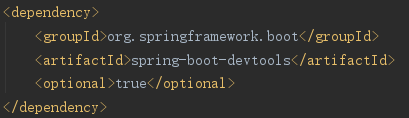 <dependency>
    <groupId>org.springframework.boot</groupId>
    <artifactId>spring-boot-devtools</artifactId>
    <optional>true</optional>
</dependency>